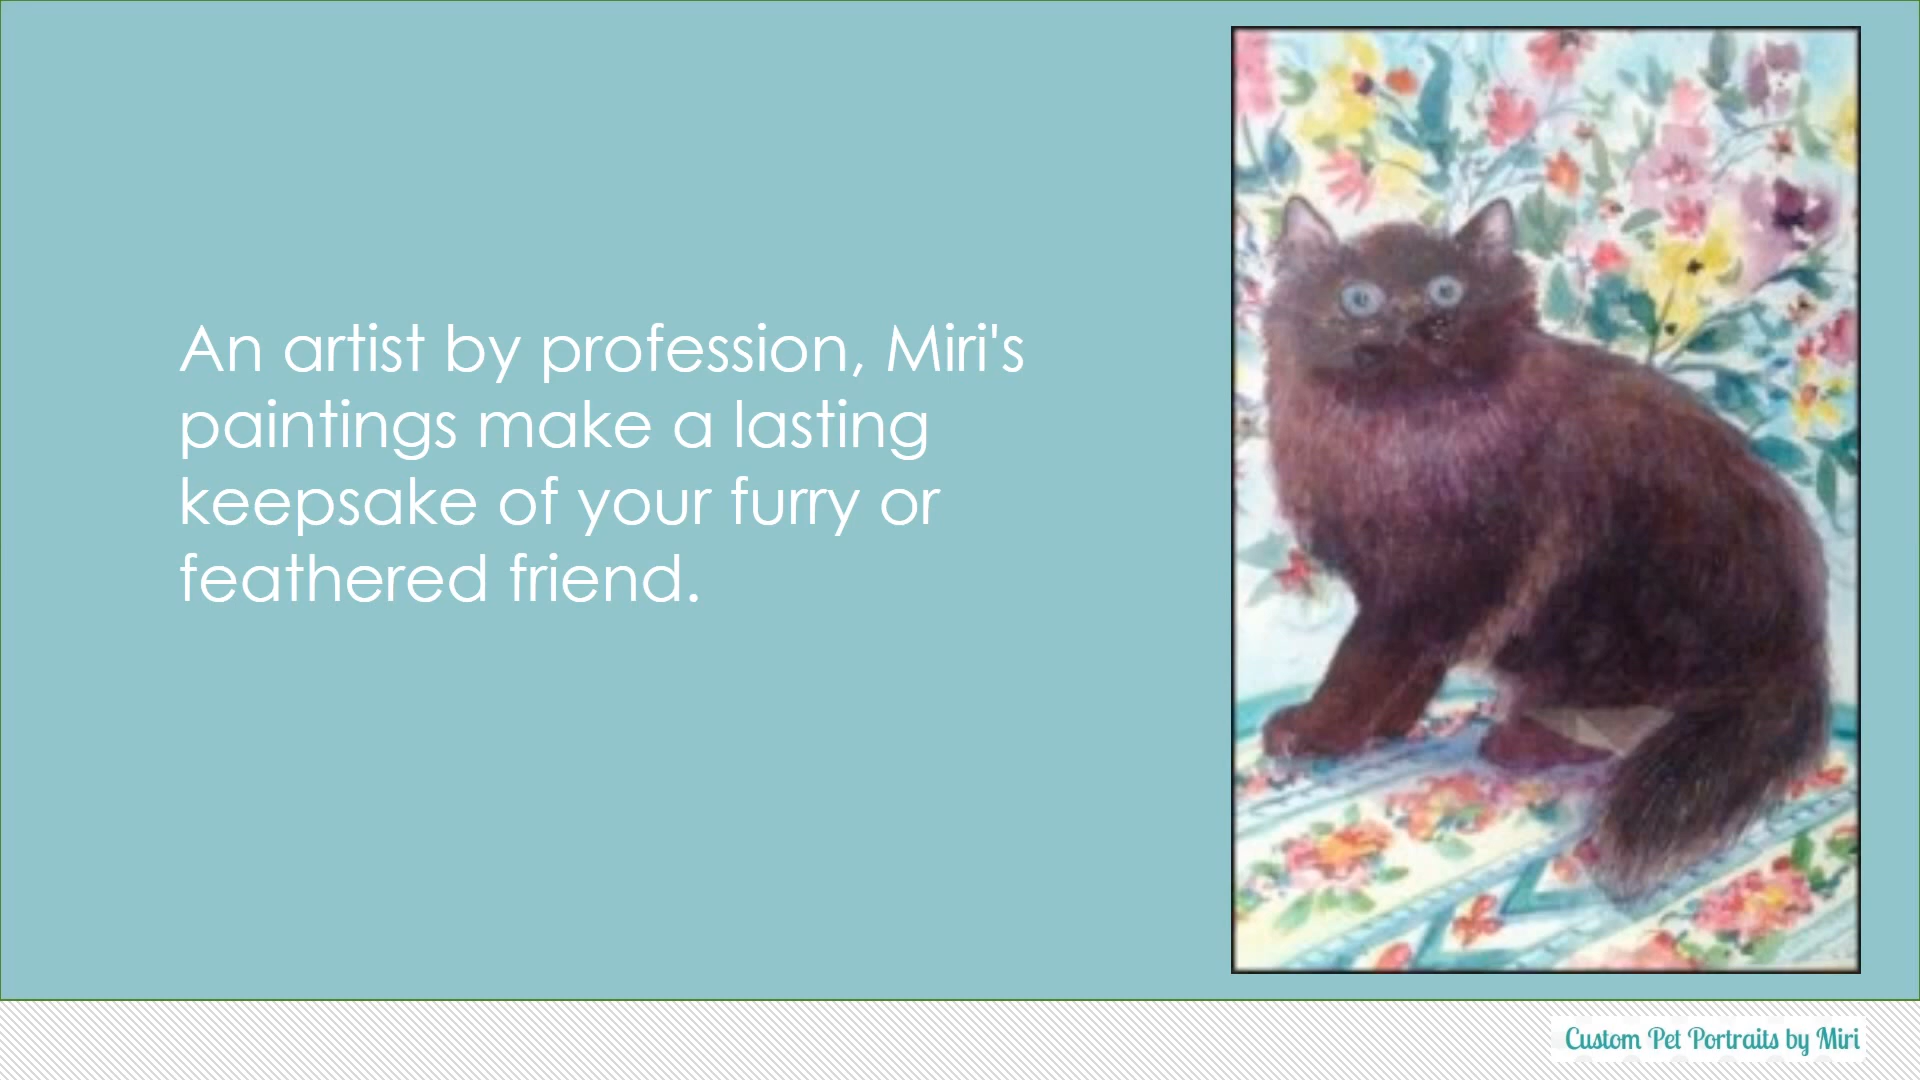 An artist by profession, Miri's
paintings make a lasting
keepsake of your furry or
feathered friend.
Custom Pet Portraits by Miri